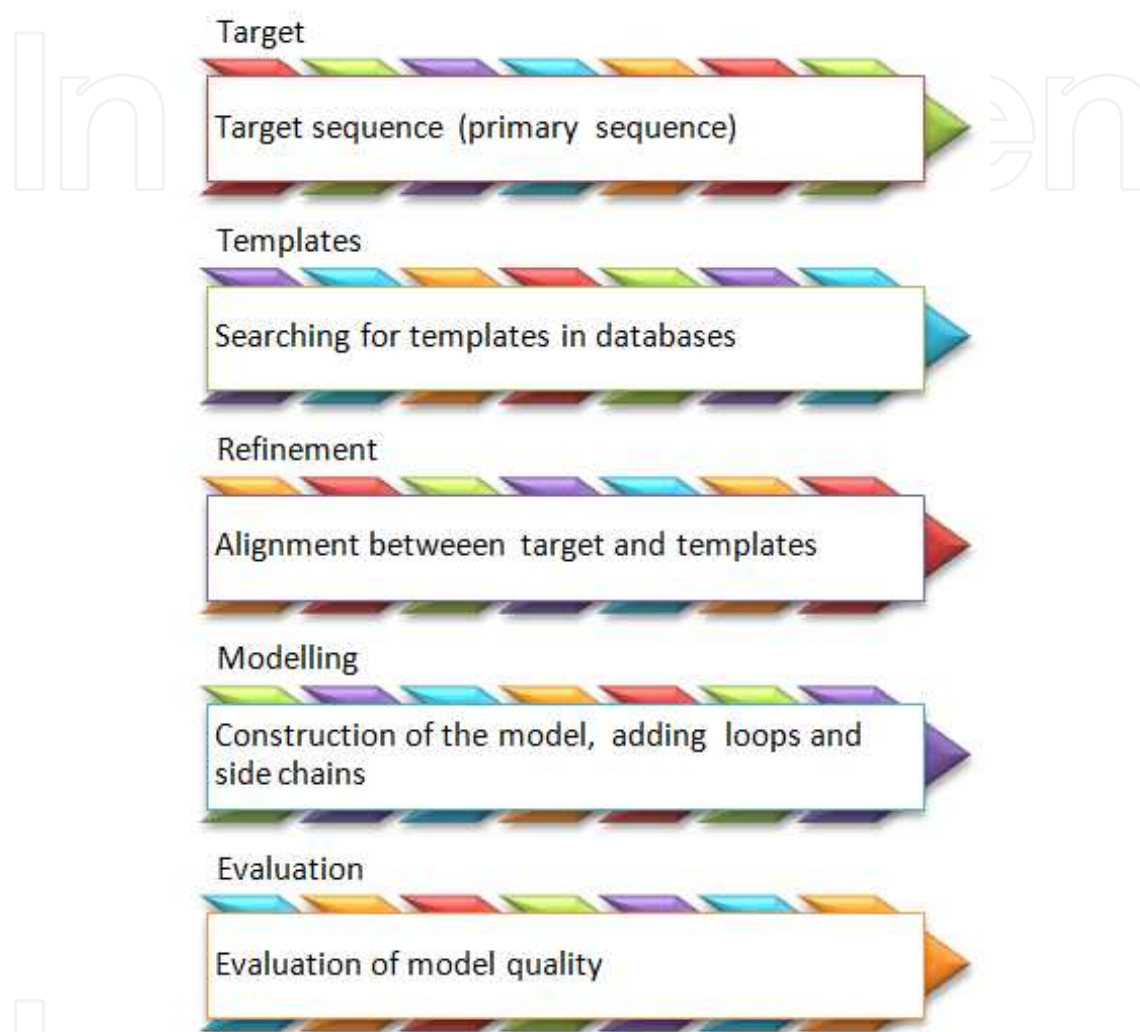 Target
Target sequence (primary sequence)
Templates
Searching for templates in databases
Refinement
Alignment betweeen target and templates
Modelling
Construction of the model, adding loops and
side chains
Evaluation
Evaluation of model quality